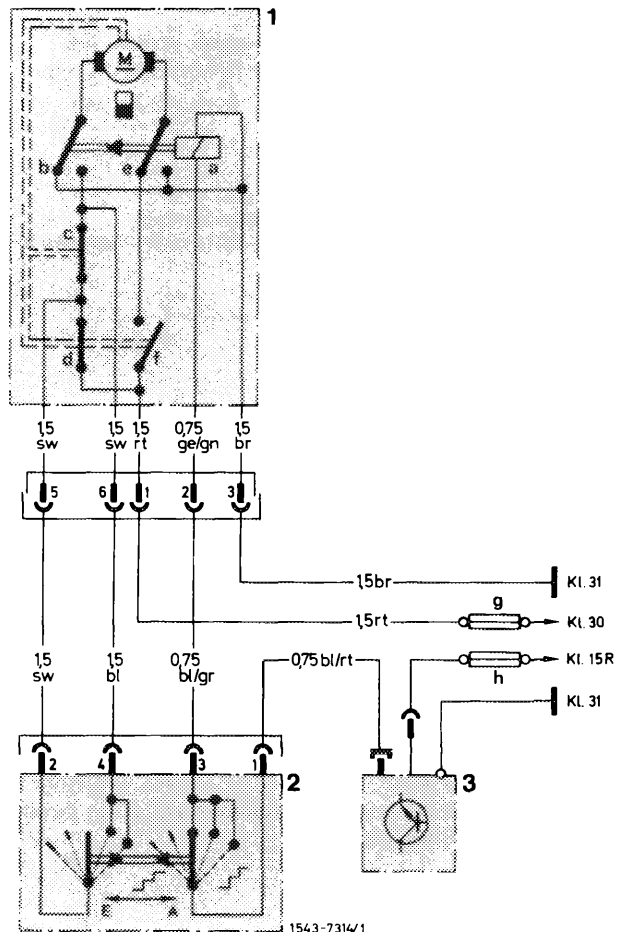 1
M
b
e
a
c
d
f
1,5 1,5 1,5 0,75 1,5
sw sw rt ge/gn br
5 6 1 2 3
1,5br Kl. 31
g
1,5rt Kl. 30
1,5 1,5 0,75 0,75 bl/rt Kl. 15R
sw bl bl/gr h
Kl. 31
2 4 3 1
2
3
E A
1543-7314/1